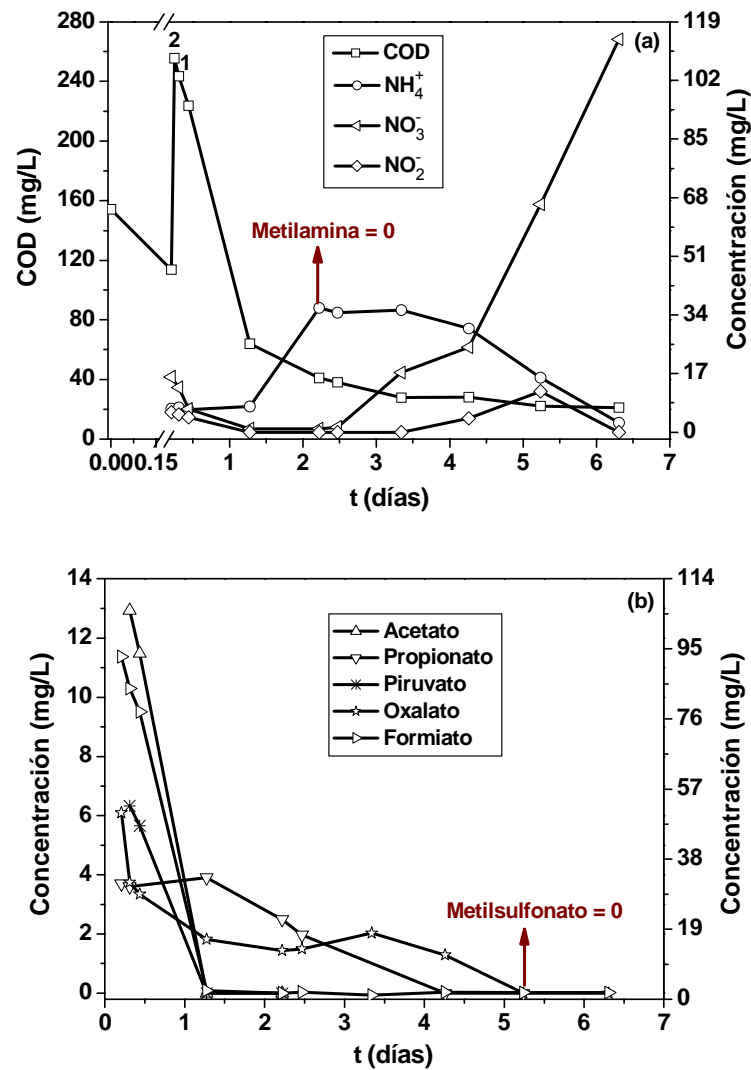 280
240
200
160
120
80
40
0
COD (mg/L)
2
1
(a)
COD
NH₄⁺
NO₃⁻
NO₂⁻
Metilamina = 0
119
102
85
68
51
34
17
0
Concentración (mg/L)
0.00 0.15 1 2 3 4 5 6 7
t (días)
14
12
10
8
6
4
2
0
Concentración (mg/L)
(b)
Acetato
Propionato
Piruvato
Oxalato
Formiato
Metilsulfonato = 0
114
95
76
57
38
19
0
Concentración (mg/L)
0 1 2 3 4 5 6 7
t (días)